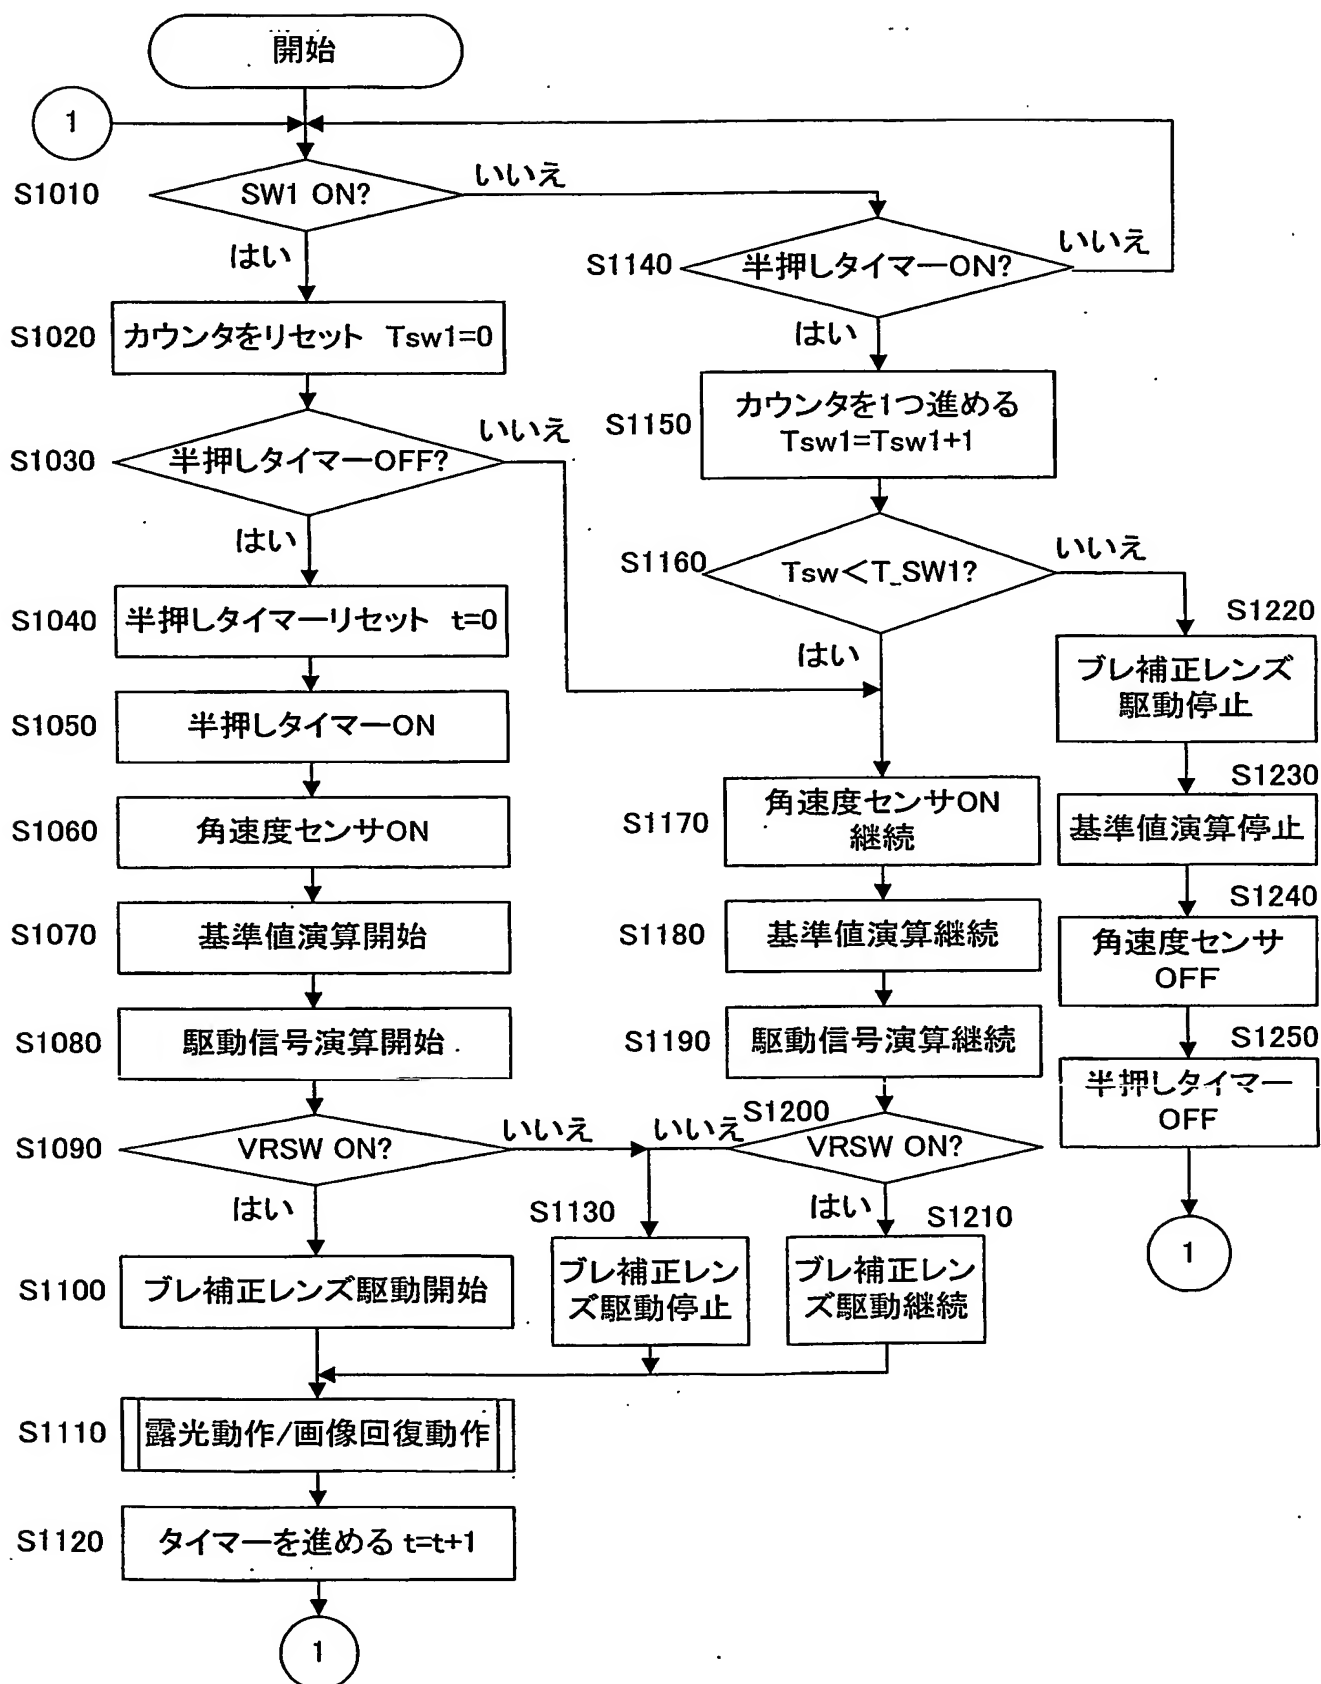 開始
1
S1010
SW1 ON?
いいえ
はい
S1140
半押しタイマーON?
いいえ
はい
S1020
カウンタをリセット Tsw1=0
S1150
カウンタを1つ進める
Tsw1=Tsw1+1
S1030
半押しタイマーOFF?
いいえ
はい
S1160
Tsw<T_SW1?
いいえ
はい
S1040
半押しタイマーリセット t=0
S1220
ブレ補正レンズ
駆動停止
S1050
半押しタイマーON
S1230
基準値演算停止
S1060
角速度センサON
S1170
角速度センサON
継続
S1240
角速度センサ
OFF
S1070
基準値演算開始
S1180
基準値演算継続
S1250
半押しタイマー
OFF
S1080
駆動信号演算開始
S1190
駆動信号演算継続
S1090
VRSW ON?
いいえ
はい
いいえ
S1200
VRSW ON?
はい
1
S1100
ブレ補正レンズ駆動開始
S1130
ブレ補正レン
ズ駆動停止
S1210
ブレ補正レン
ズ駆動継続
S1110
露光動作/画像回復動作
S1120
タイマーを進める t=t+1
1